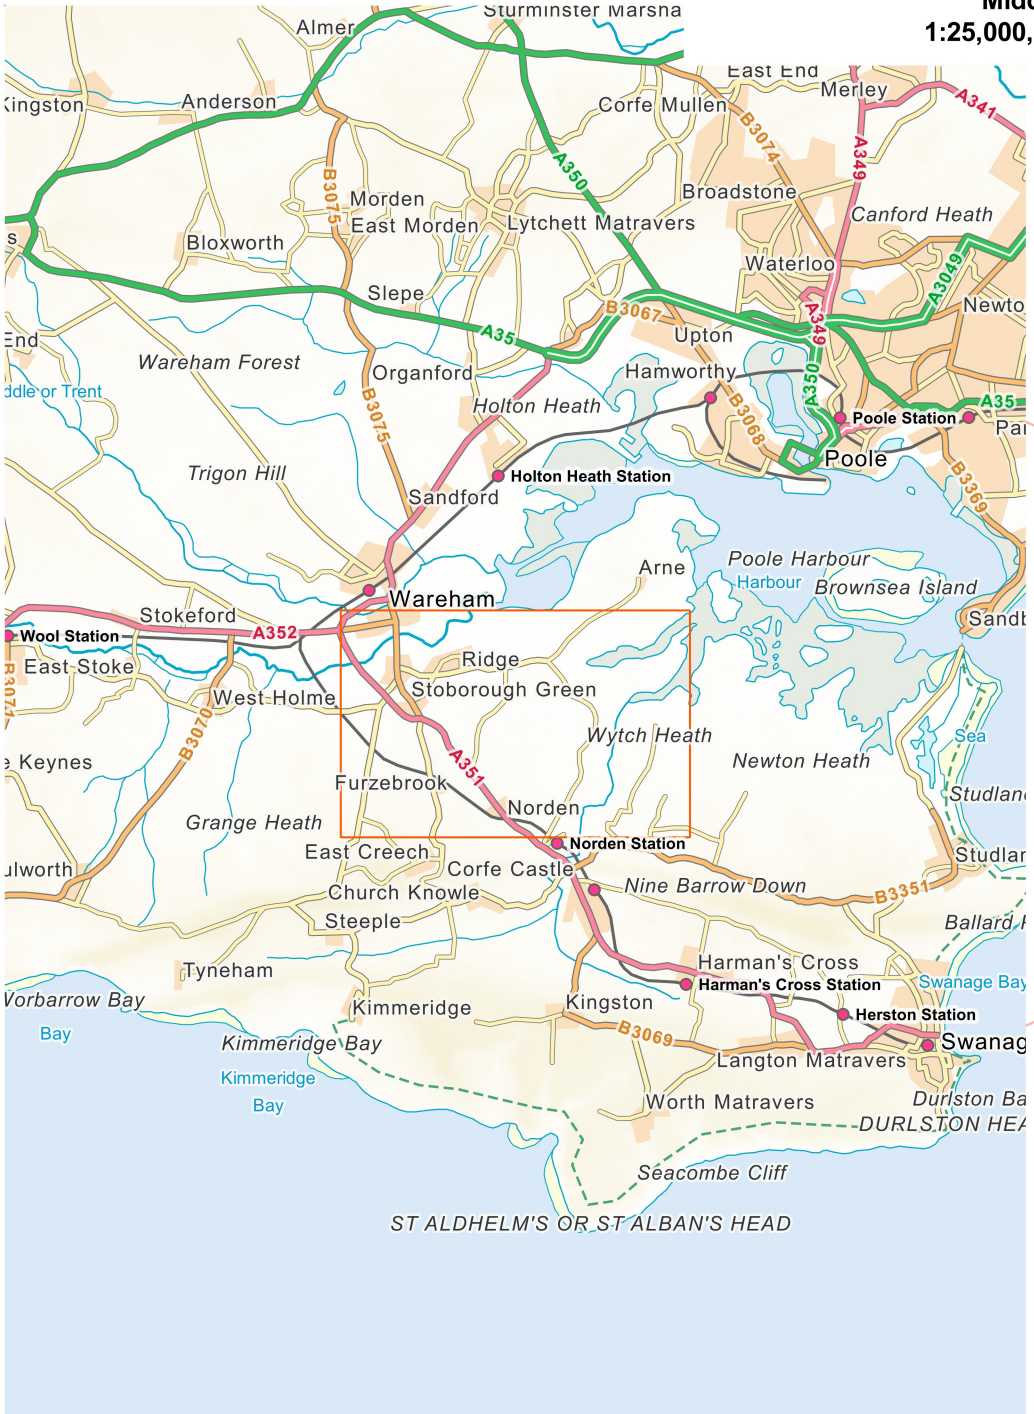 1:25,000,
Sturminster Marsha
Almer
East End
Merley
Kingston
Anderson
Corfe Mullen
A341
B3074
A349
A350
B3075
Morden
Broadstone
East Morden
Lytchett Matravers
Canford Heath
Bloxworth
Waterloo
A3049
Slepe
B3067
Newto
A35
A349
End
Upton
Wareham Forest
Organford
Hamworthy
ddle or Trent
A350
Holton Heath
B3075
B3068
Poole Station
A35
Par
Poole
Trigon Hill
Holton Heath Station
B3369
Sandford
Poole Harbour
Arne
Harbour
Brownsea Island
Wareham
Stokeford
Sandb
A352
Wool Station
Ridge
East Stoke
B3071
Stoborough Green
West Holme
B3070
Wytch Heath
Sea
e Keynes
A351
Newton Heath
Furzebrook
Studlan
Norden
Grange Heath
Norden Station
East Creech
Studlan
ulworth
Corfe Castle
Church Knowle
Nine Barrow Down
B3351
Steeple
Ballard P
Tyneham
Harman's Cross
Harman's Cross Station
Swanage Bay
Worbarrow Bay
Kimmeridge
Kingston
Herston Station
Bay
B3069
Kimmeridge Bay
Swanag
Langton Matravers
Kimmeridge
Bay
Worth Matravers
Durlston Ba
DURLSTON HEA
Seacombe Cliff
ST ALDHELM'S OR ST ALBAN'S HEAD